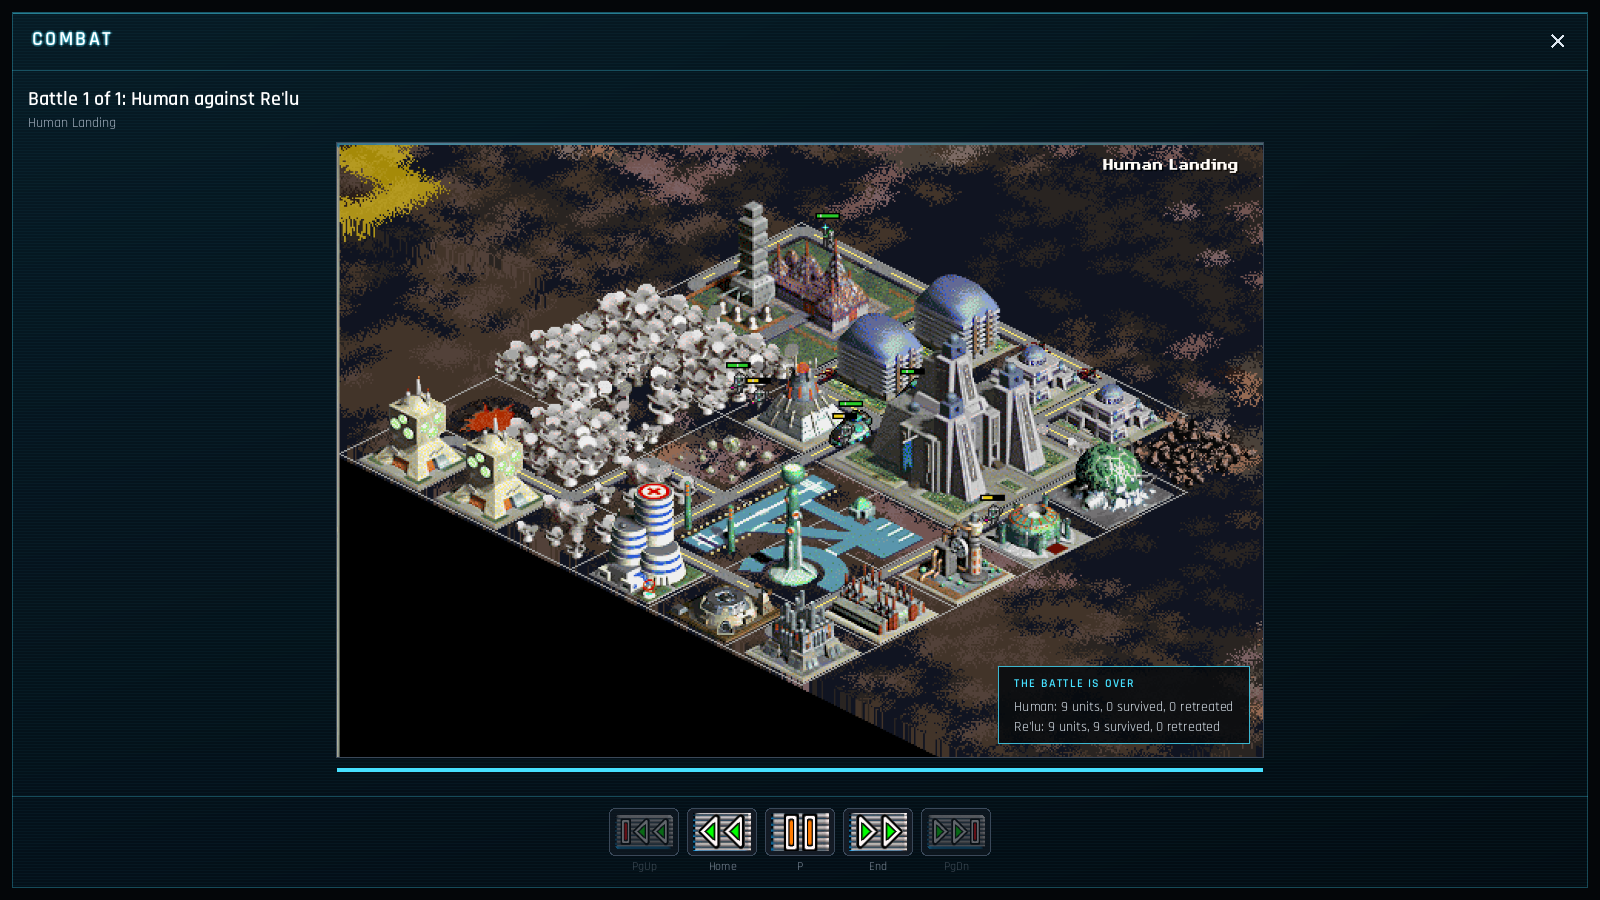 COMBAT
Battle 1 of 1: Human against Re'lu
Human Landing
Human Landing
THE BATTLE IS OVER
Human: 9 units, 0 survived, 0 retreated
Re'lu: 9 units, 9 survived, 0 retreated
PgUp Home P End PgDn